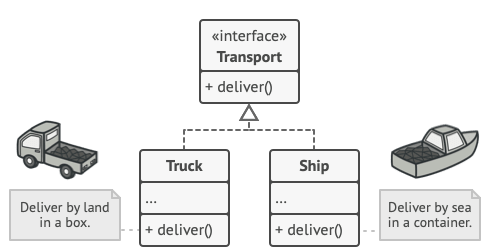 «interface»
Transport
+ deliver()
Truck
...
+ deliver()
Ship
...
+ deliver()
Deliver by land
in a box.
Deliver by sea
in a container.